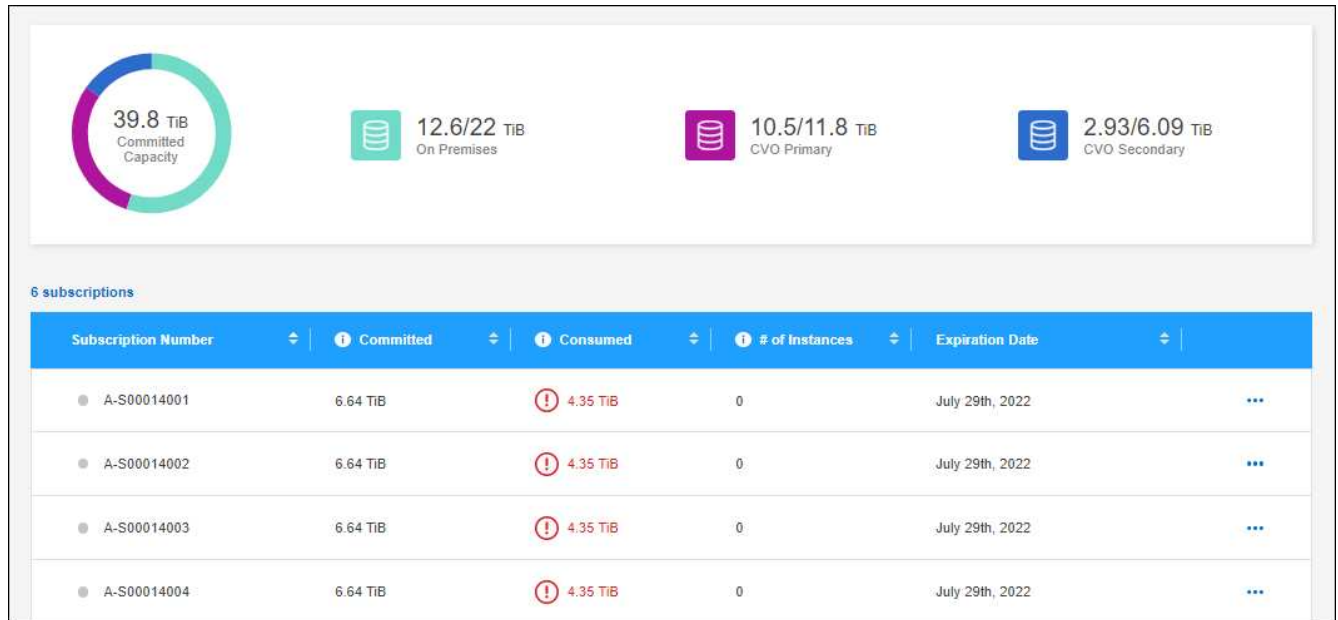 39.8 TiB
Committed
Capacity
12.6/22 TiB
On Premises
10.5/11.8 TiB
CVO Primary
2.93/6.09 TiB
CVO Secondary
6 subscriptions
Subscription Number Committed Consumed # of Instances Expiration Date
A-S00014001 6.64 TiB 4.35 TiB 0 July 29th, 2022
A-S00014002 6.64 TiB 4.35 TiB 0 July 29th, 2022
A-S00014003 6.64 TiB 4.35 TiB 0 July 29th, 2022
A-S00014004 6.64 TiB 4.35 TiB 0 July 29th, 2022